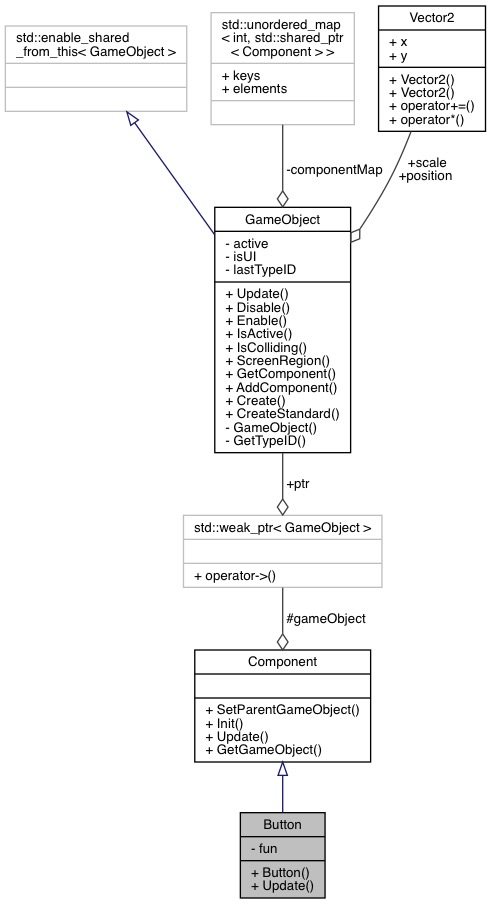 std::enable_shared
_from_this< GameObject >
std::unordered_map
< int, std::shared_ptr
< Component > >
+ keys
+ elements
Vector2
+ x
+ y
+ Vector2()
+ Vector2()
+ operator+=()
+ operator*()
-componentMap
+scale
+position
GameObject
- active
- isUI
- lastTypeID
+ Update()
+ Disable()
+ Enable()
+ IsActive()
+ IsColliding()
+ ScreenRegion()
+ GetComponent()
+ AddComponent()
+ Create()
+ CreateStandard()
- GameObject()
- GetTypeID()
+ptr
std::weak_ptr< GameObject >
+ operator->()
#gameObject
Component
+ SetParentGameObject()
+ Init()
+ Update()
+ GetGameObject()
Button
- fun
+ Button()
+ Update()